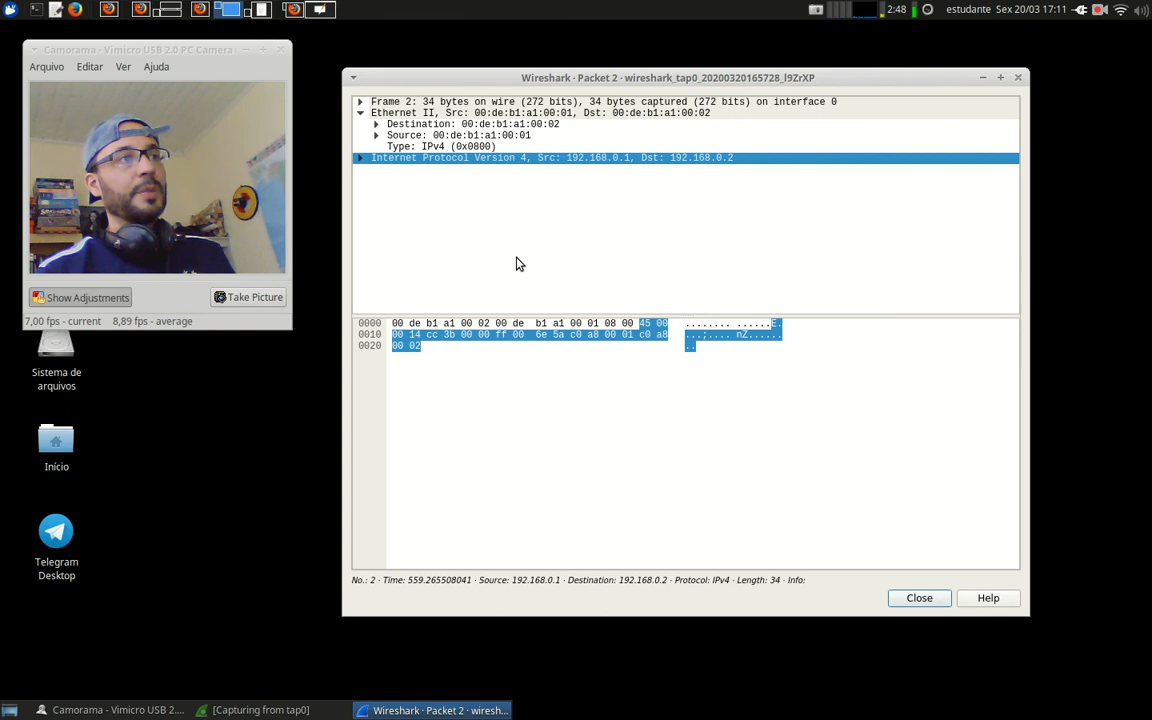 2:48 estudante Sex 20/03 17:11
Camorama - Vimicro USB 2.0 PC Camera
Arquivo Editar Ver Ajuda
Show Adjustments Take Picture
7,00 fps - current 8,89 fps - average
Sistema de
arquivos
Início
Telegram
Desktop
Wireshark · Packet 2 · wireshark_tap0_20200320165728_l9ZrXP
Frame 2: 34 bytes on wire (272 bits), 34 bytes captured (272 bits) on interface 0
Ethernet II, Src: 00:de:b1:a1:00:01, Dst: 00:de:b1:a1:00:02
Destination: 00:de:b1:a1:00:02
Source: 00:de:b1:a1:00:01
Type: IPv4 (0x0800)
Internet Protocol Version 4, Src: 192.168.0.1, Dst: 192.168.0.2
0000 00 de b1 a1 00 02 00 de b1 a1 00 01 08 00 45 00 ........ ......E.
0010 00 14 cc 3b 00 00 ff 00 6e 5a c0 a8 00 01 c0 a8 ...;.... nZ......
0020 00 02 ..
No.: 2 · Time: 559.265508041 · Source: 192.168.0.1 · Destination: 192.168.0.2 · Protocol: IPv4 · Length: 34 · Info:
Close Help
Camorama - Vimicro USB 2.... [Capturing from tap0] Wireshark · Packet 2 · wiresh...